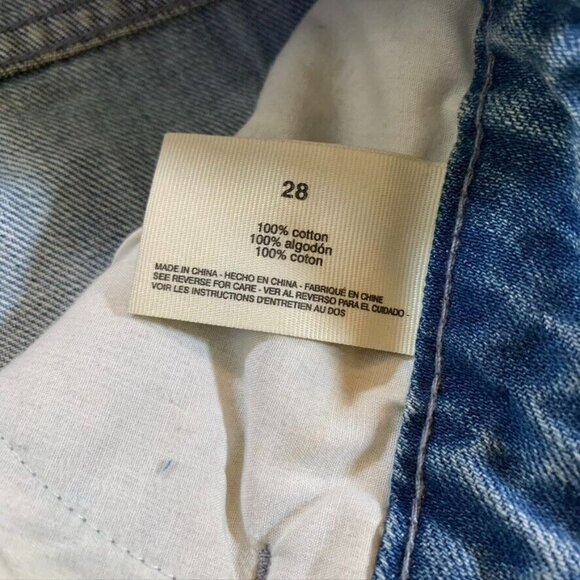 28
100% cotton
100% algodón
100% coton
MADE IN CHINA - HECHO EN CHINA - FABRIQUÉ EN CHINE
SEE REVERSE FOR CARE - VER AL REVERSO PARA EL CUIDADO -
VOIR LES INSTRUCTIONS D'ENTRETIEN AU DOS